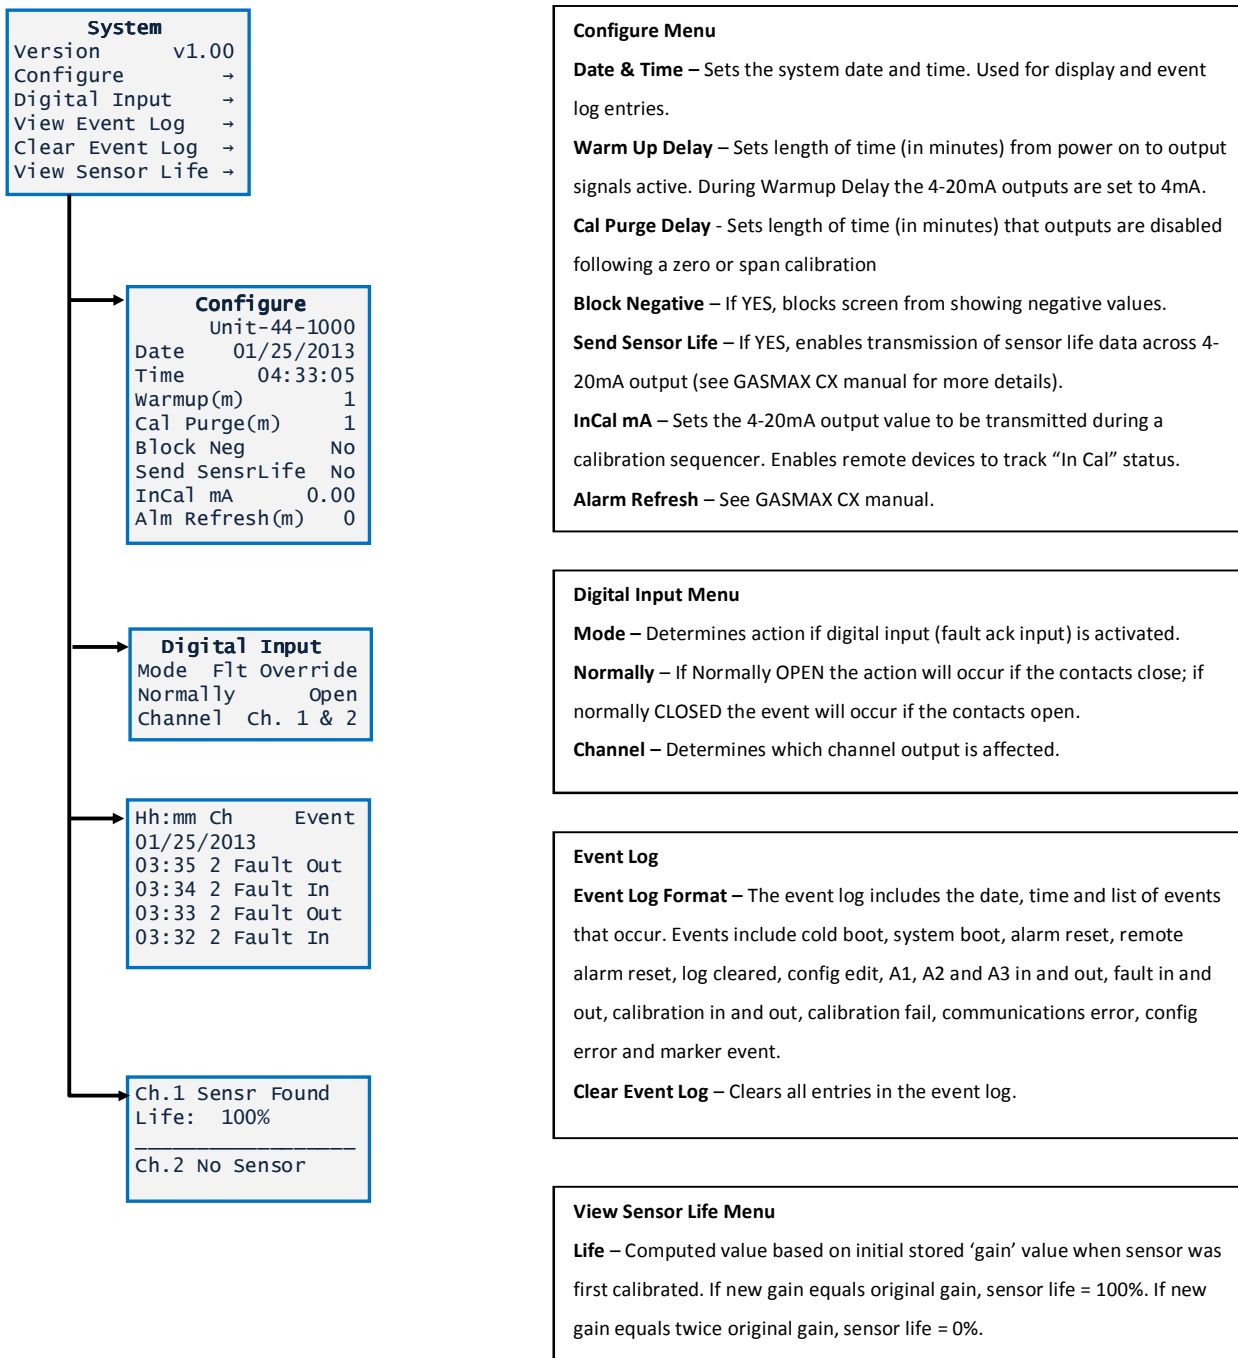 System
Version v1.00
Configure →
Digital Input →
View Event Log →
Clear Event Log →
View Sensor Life →
Configure
Unit-44-1000
Date 01/25/2013
Time 04:33:05
Warmup(m) 1
Cal Purge(m) 1
Block Neg No
Send SensrLife No
InCal mA 0.00
Alm Refresh(m) 0
Digital Input
Mode Flt Override
Normally Open
Channel Ch. 1 & 2
Hh:mm Ch Event
01/25/2013
03:35 2 Fault Out
03:34 2 Fault In
03:33 2 Fault Out
03:32 2 Fault In
Ch.1 Sensr Found
Life: 100%
__________________
Ch.2 No Sensor
Configure Menu
Date & Time – Sets the system date and time. Used for display and event
log entries.
Warm Up Delay – Sets length of time (in minutes) from power on to output
signals active. During Warmup Delay the 4-20mA outputs are set to 4mA.
Cal Purge Delay - Sets length of time (in minutes) that outputs are disabled
following a zero or span calibration
Block Negative – If YES, blocks screen from showing negative values.
Send Sensor Life – If YES, enables transmission of sensor life data across 4-
20mA output (see GASMAX CX manual for more details).
InCal mA – Sets the 4-20mA output value to be transmitted during a
calibration sequencer. Enables remote devices to track “In Cal” status.
Alarm Refresh – See GASMAX CX manual.
Digital Input Menu
Mode – Determines action if digital input (fault ack input) is activated.
Normally – If Normally OPEN the action will occur if the contacts close; if
normally CLOSED the event will occur if the contacts open.
Channel – Determines which channel output is affected.
Event Log
Event Log Format – The event log includes the date, time and list of events
that occur. Events include cold boot, system boot, alarm reset, remote
alarm reset, log cleared, config edit, A1, A2 and A3 in and out, fault in and
out, calibration in and out, calibration fail, communications error, config
error and marker event.
Clear Event Log – Clears all entries in the event log.
View Sensor Life Menu
Life – Computed value based on initial stored ‘gain’ value when sensor was
first calibrated. If new gain equals original gain, sensor life = 100%. If new
gain equals twice original gain, sensor life = 0%.